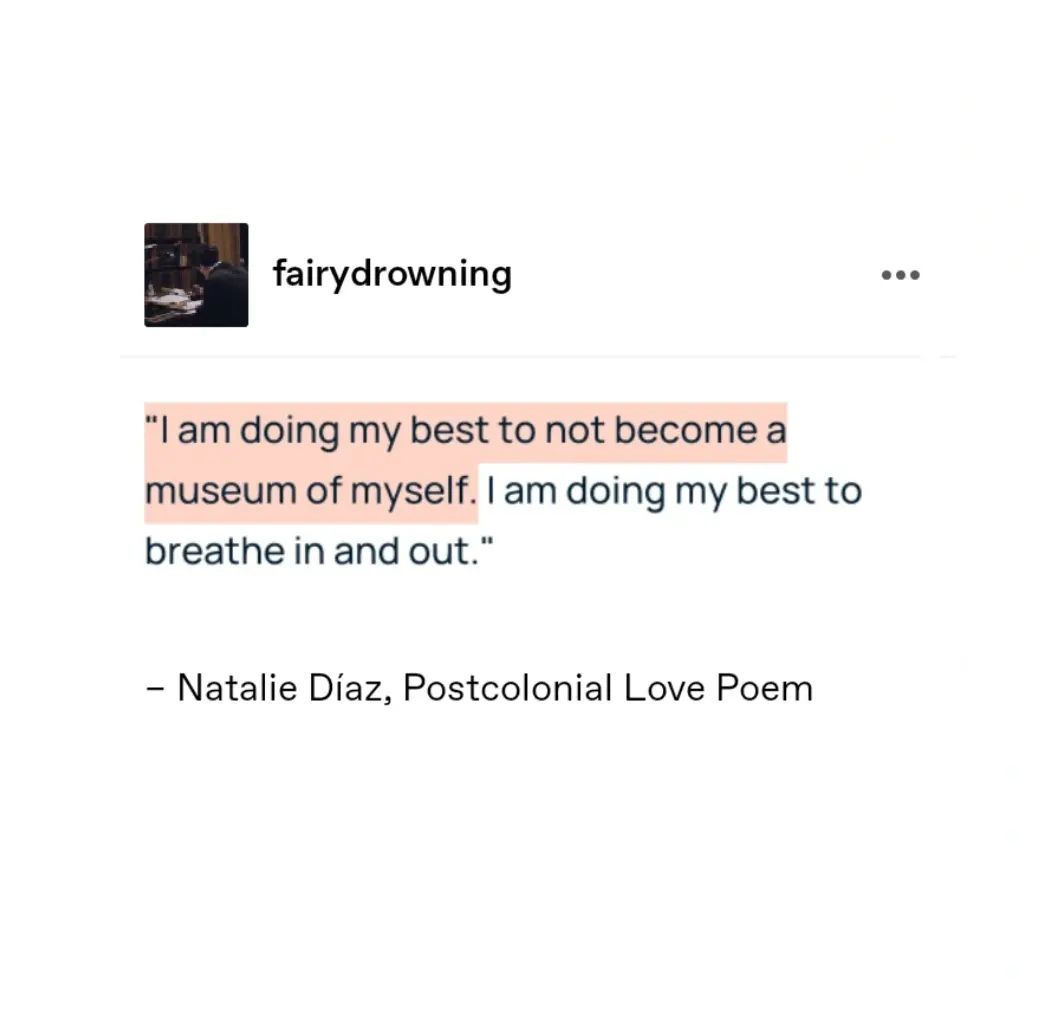 fairydrowning
"I am doing my best to not become a
museum of myself. I am doing my best to
breathe in and out."
– Natalie Díaz, Postcolonial Love Poem